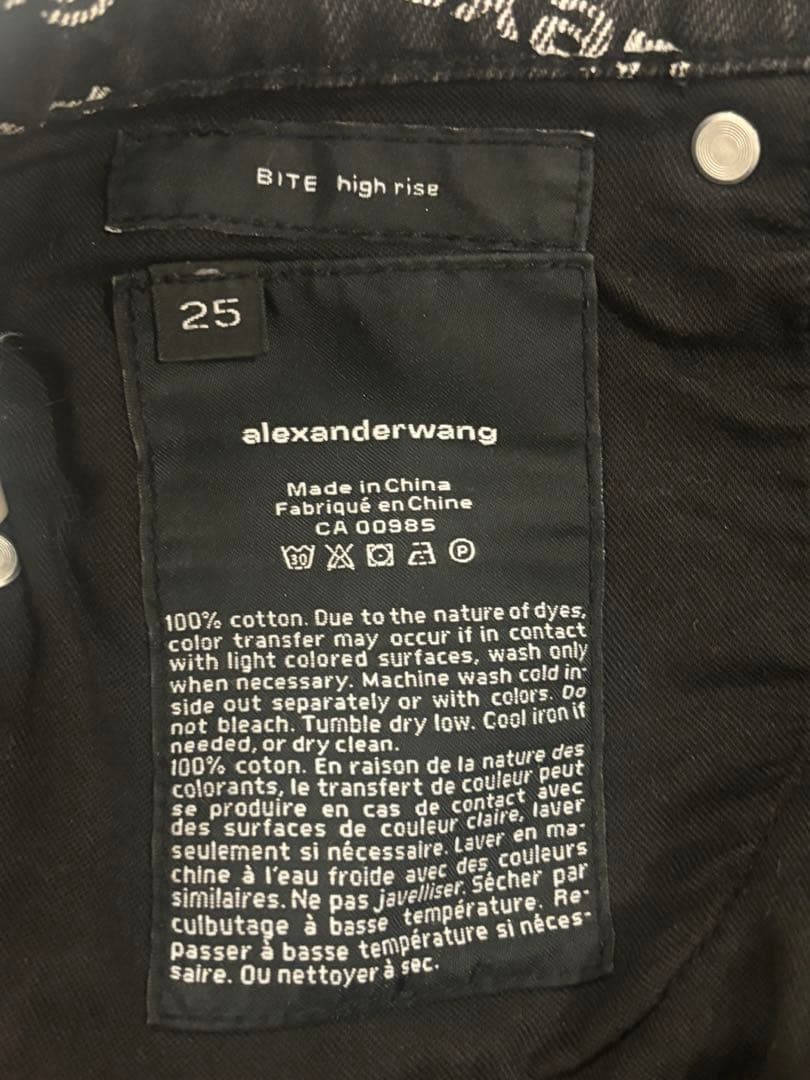 BITE high rise
25
alexanderwang
Made in China
Fabriqué en Chine
CA 00985
30
P
100% cotton. Due to the nature of dyes,
color transfer may occur if in contact
with light colored surfaces, wash only
when necessary. Machine wash cold in-
side out separately or with colors. Do
not bleach. Tumble dry low. Cool iron if
needed, or dry clean.
100% coton. En raison de la nature des
colorants, le transfert de couleur peut
se produire en cas de contact avec
des surfaces de couleur claire, laver
seulement si nécessaire. Laver en ma-
chine à l'eau froide avec des couleurs
similaires. Ne pas javelliser. Sécher par
culbutage à basse température. Re-
passer à basse température si néces-
saire. Ou nettoyer à sec.